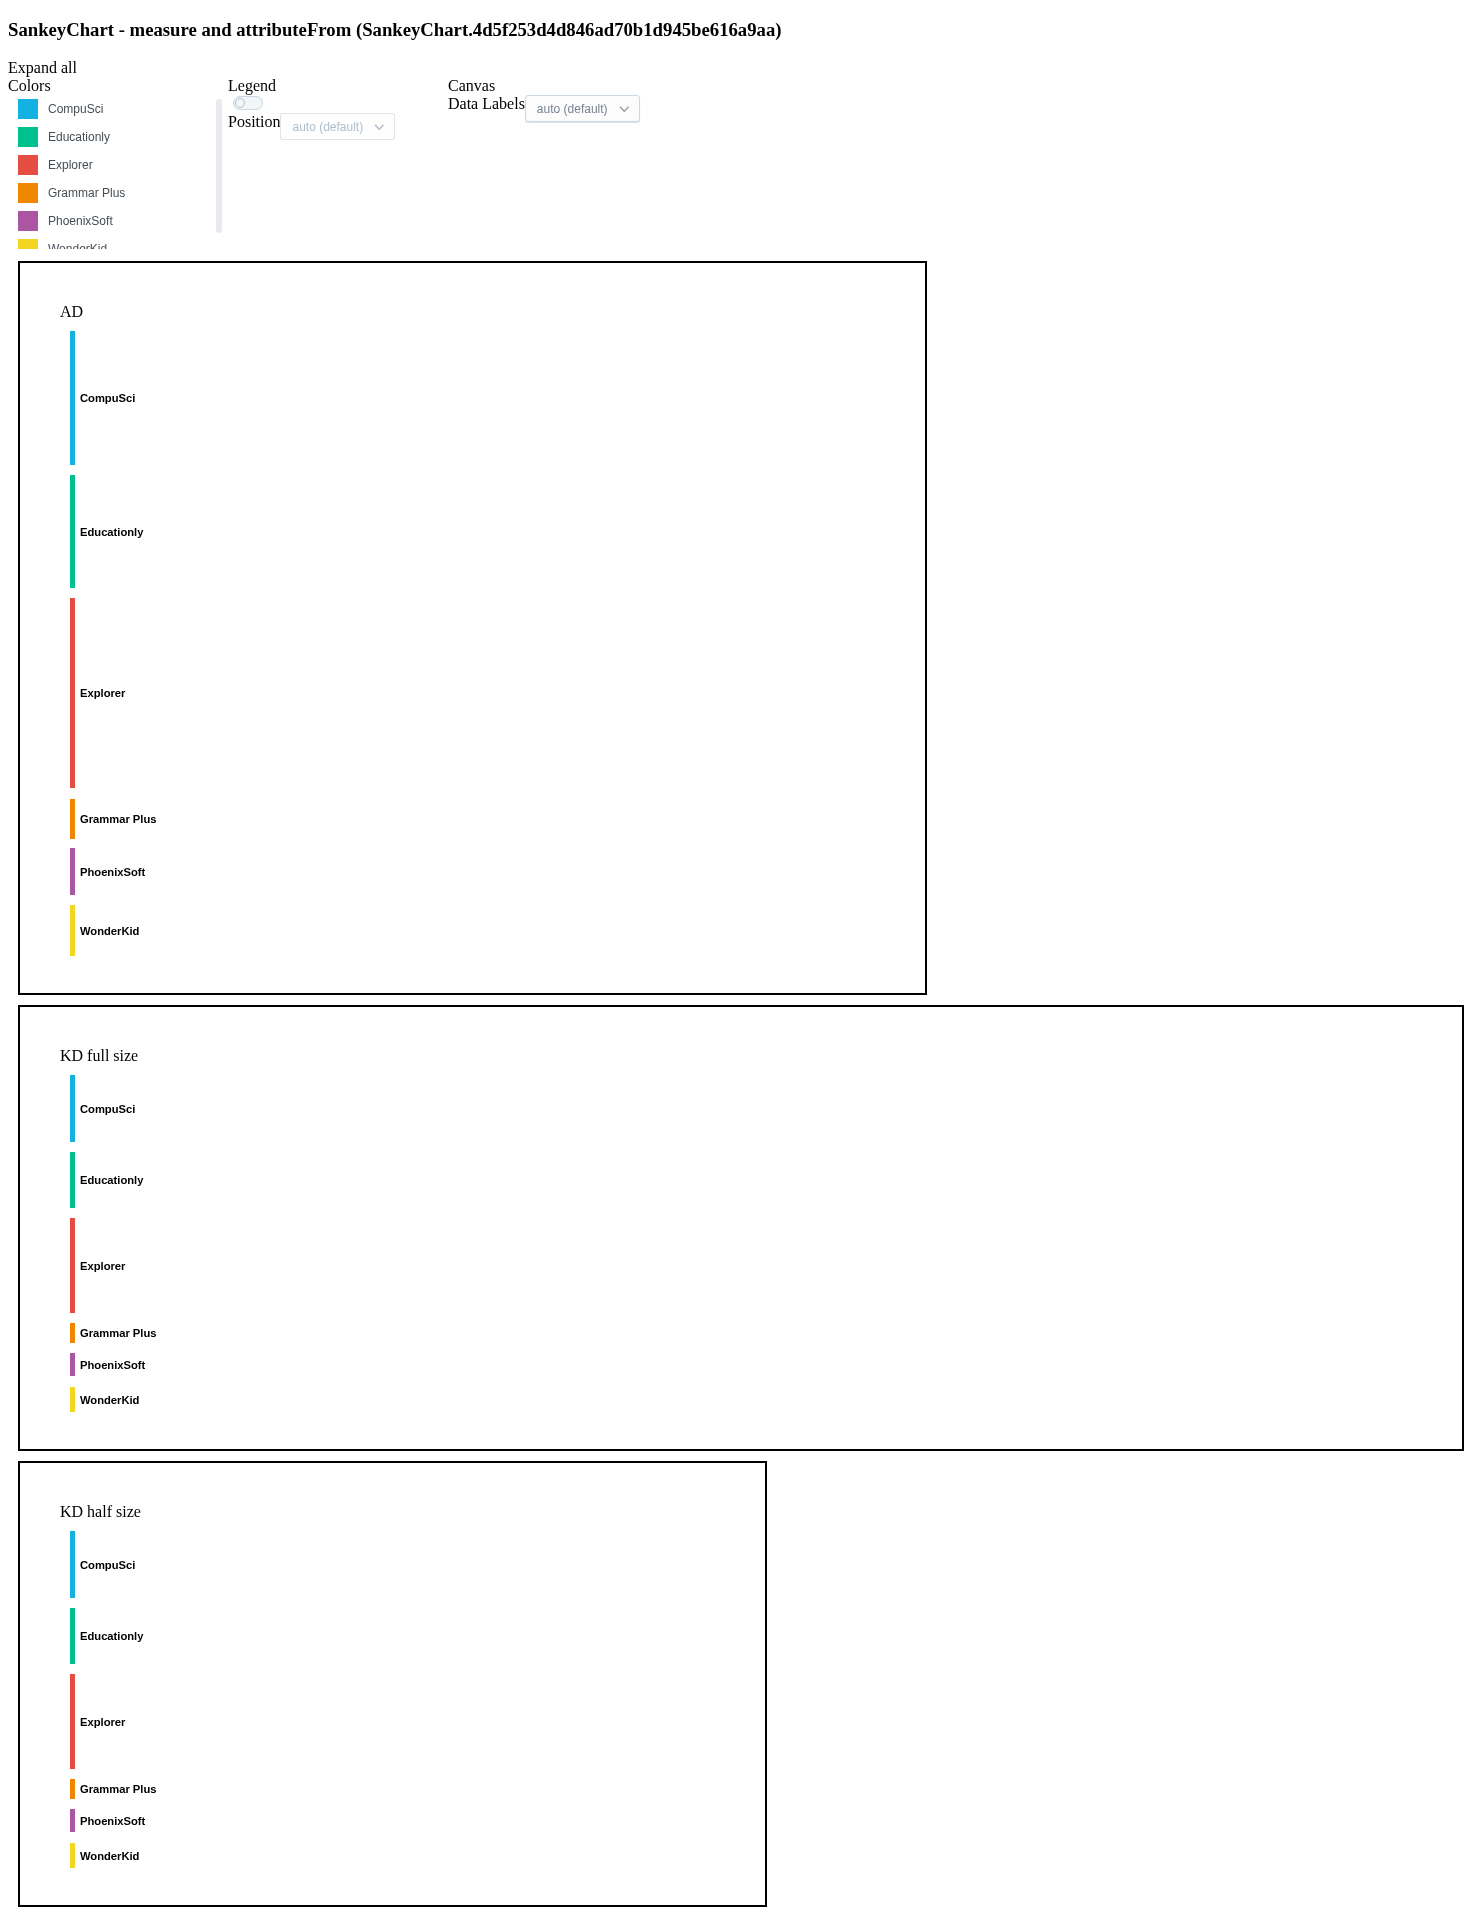 SankeyChart - measure and attributeFrom (SankeyChart.4d5f253d4d846ad70b1d945be616a9aa)
Expand all
Colors
CompuSci
Educationly
Explorer
Grammar Plus
PhoenixSoft
WonderKid
Legend
Position auto (default)
Canvas
Data Labels auto (default)
AD
CompuSci
Educationly
Explorer
Grammar Plus
PhoenixSoft
WonderKid
KD full size
CompuSci
Educationly
Explorer
Grammar Plus
PhoenixSoft
WonderKid
KD half size
CompuSci
Educationly
Explorer
Grammar Plus
PhoenixSoft
WonderKid